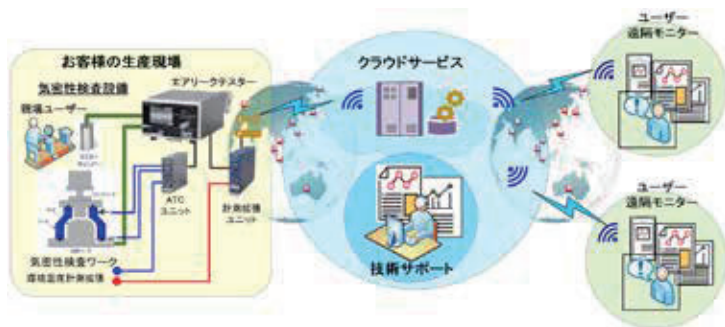 お客様の生産現場
気密性検査設備
現場ユーザー
エアリークテスター
ATC
ユニット
計測拡張
ユニット
気密性検査ワーク
環境温度計測拡張
クラウドサービス
技術サポート
ユーザー
遠隔モニター
ユーザー
遠隔モニター